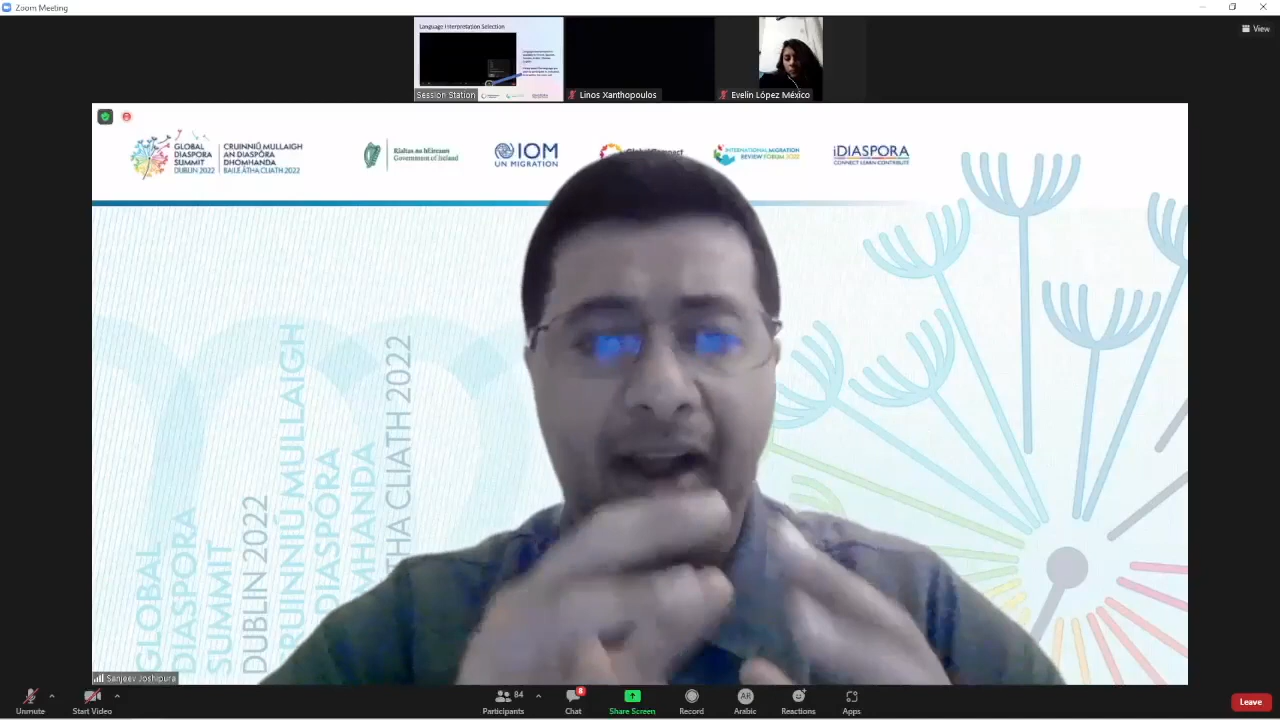 Zoom Meeting
View
Language Interpretation Selection
Session Station
Linos Xanthopoulos
Evelin López México
GLOBAL
DIASPORA
SUMMIT
DUBLIN 2022
CRUINNIÚ MULLAIGH
AN DIASPÓRA
DHOMHANDA
BAILE ÁTHA CLIATH 2022
Rialtas na hÉireann
Government of Ireland
IOM
UN MIGRATION
INTERNATIONAL MIGRATION
REVIEW FORUM 2022
iDIASPORA
CONNECT LEARN CONTRIBUTE
GLOBAL
DIASPORA
SUMMIT
DUBLIN 2022
RUINNIÚ MULLAIGH
DIASPÓRA
MHANDA
THA CLIATH 2022
Sanjeev Joshipura
Unmute
Start Video
Participants
84
Chat
8
Share Screen
Record
AR
Arabic
Reactions
Apps
Leave